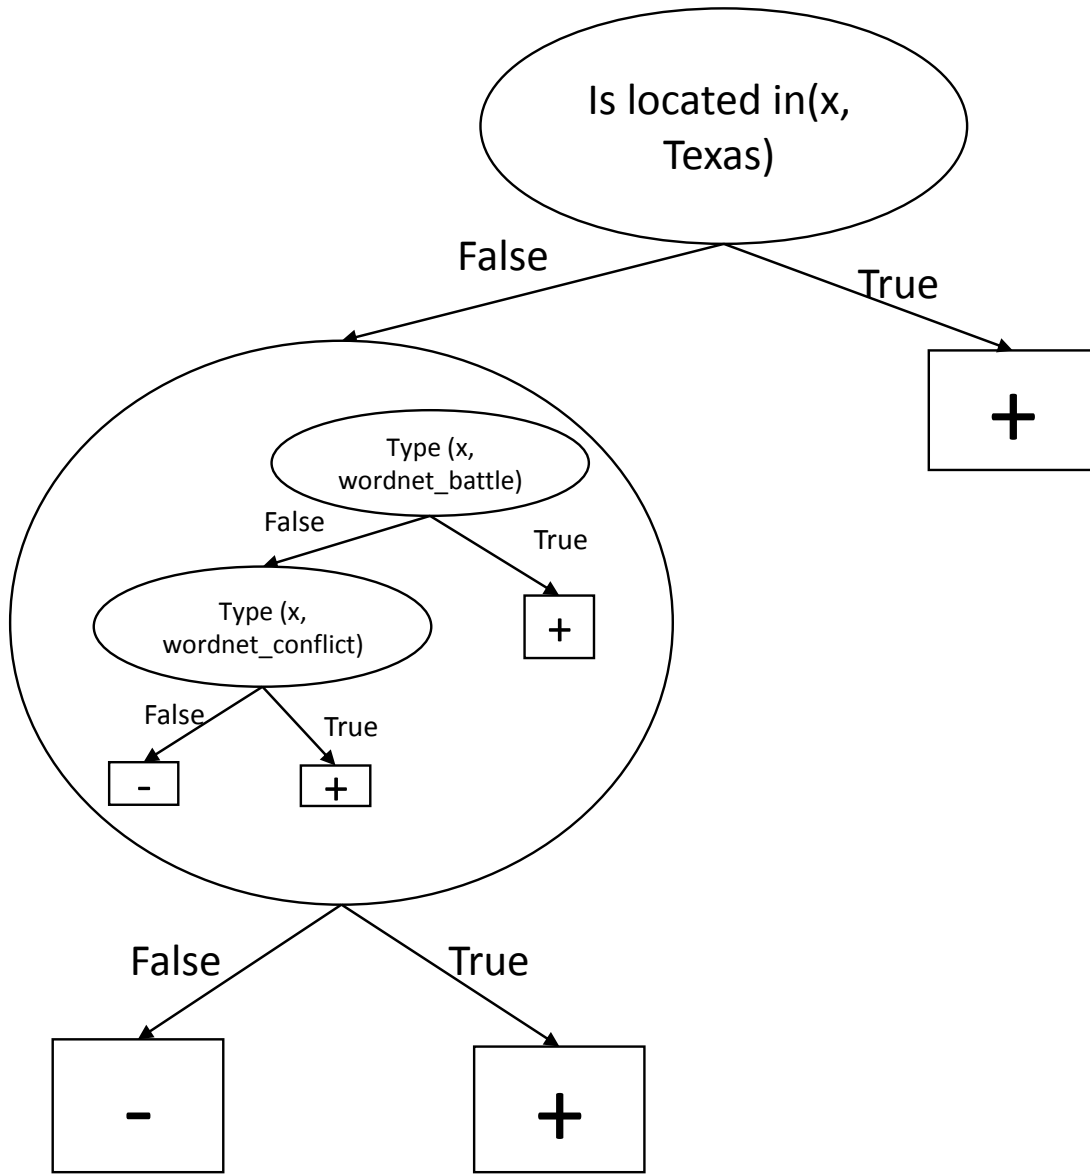 Is located in(x,
Texas)
False
True
+
Type (x,
wordnet_battle)
False
True
Type (x,
wordnet_conflict)
+
False
True
-
+
False
True
-
+